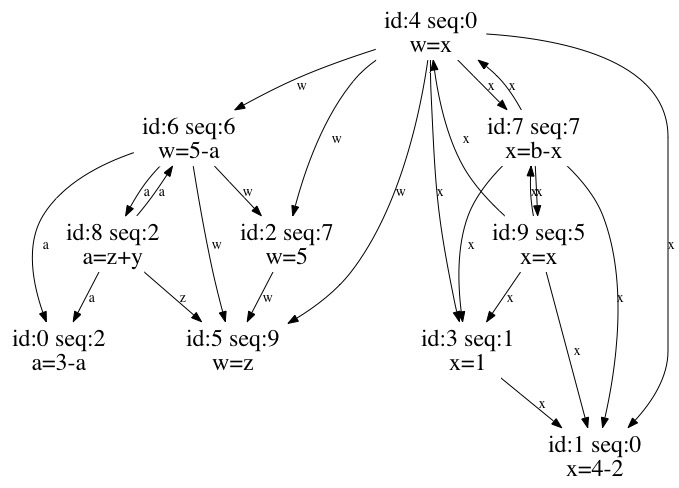 id:4 seq:0
w=x
w
w
x
x
id:6 seq:6
w=5-a
id:7 seq:7
x=b-x
x
a
a
w
w
x
x
x
id:8 seq:2
a=z+y
id:2 seq:7
w=5
id:9 seq:5
x=x
a
w
x
x
a
z
w
x
x
id:0 seq:2
a=3-a
id:5 seq:9
w=z
id:3 seq:1
x=1
x
x
id:1 seq:0
x=4-2